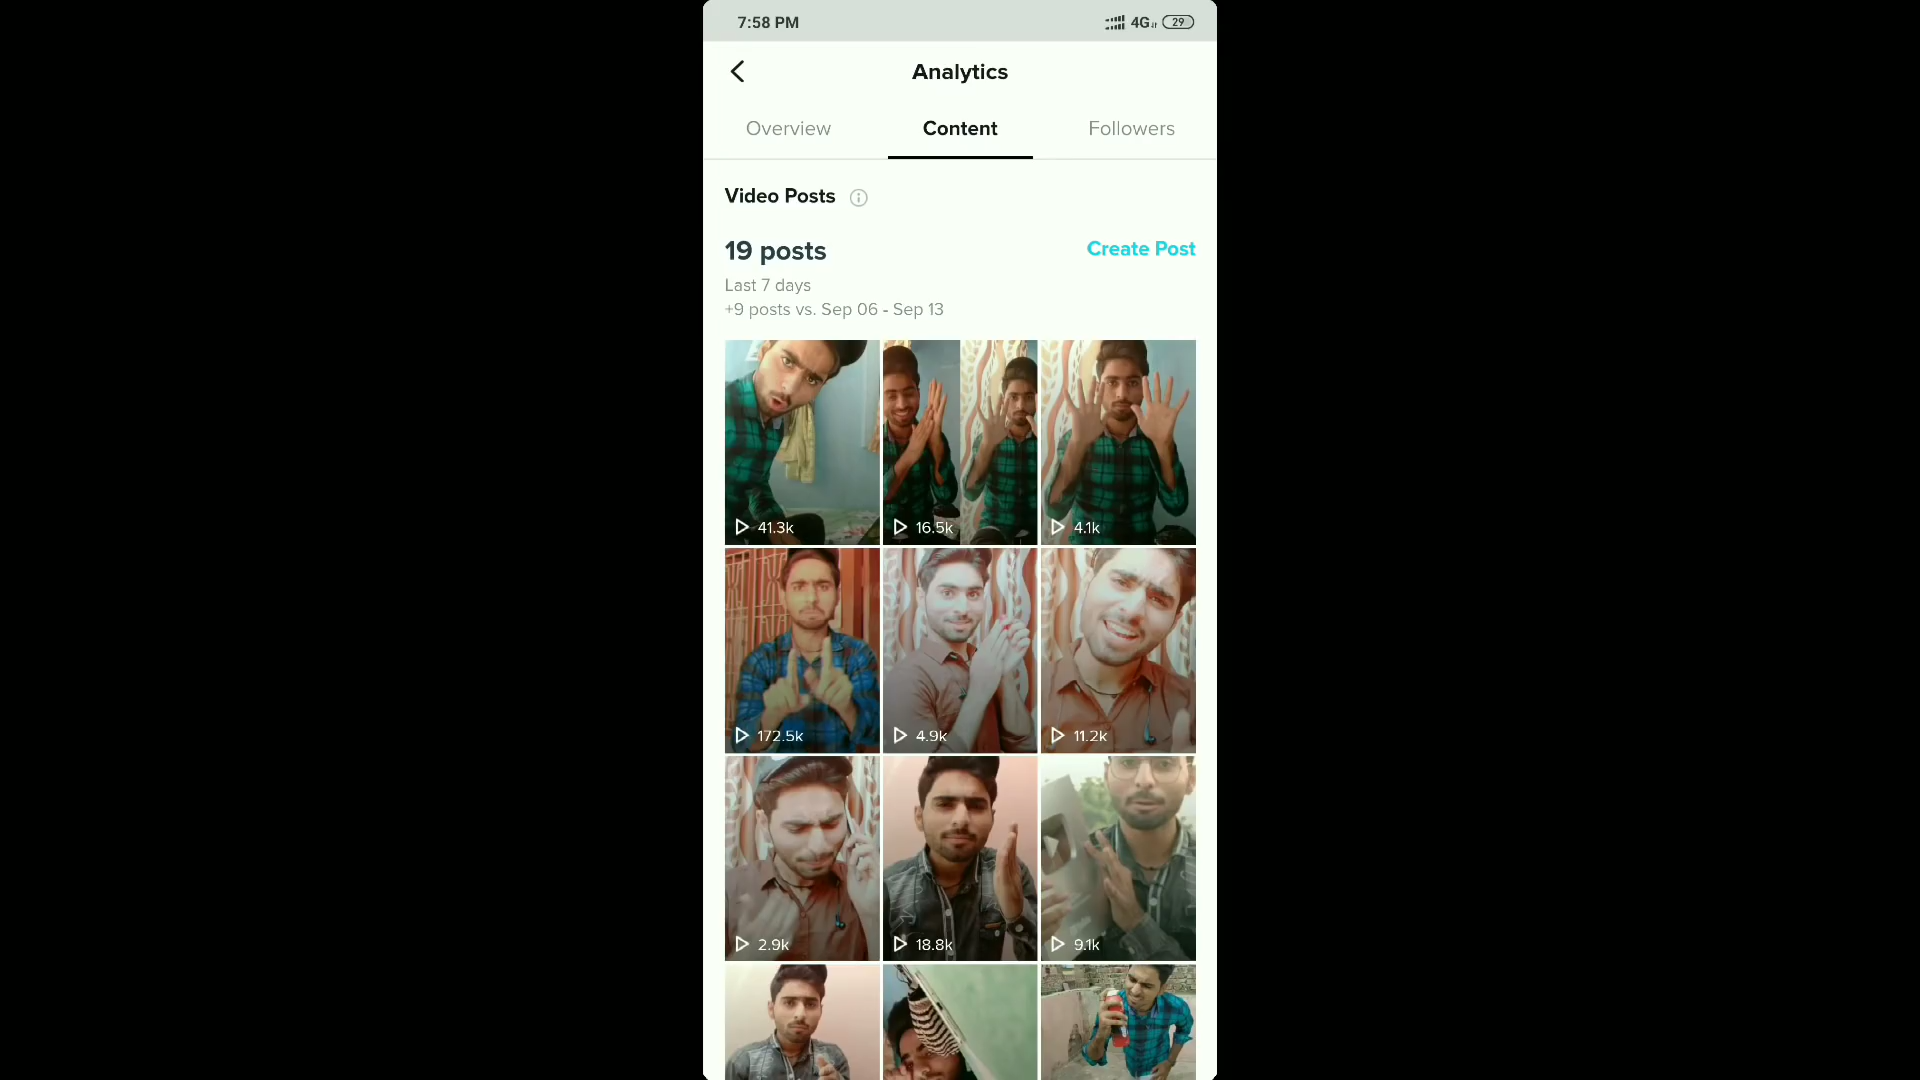 7:58 PM
4G 29
Analytics
Overview Content Followers
Video Posts
19 posts
Create Post
Last 7 days
+9 posts vs. Sep 06 - Sep 13
41.3k 16.5k 4.1k
172.5k 4.9k 11.2k
2.9k 18.8k 9.1k